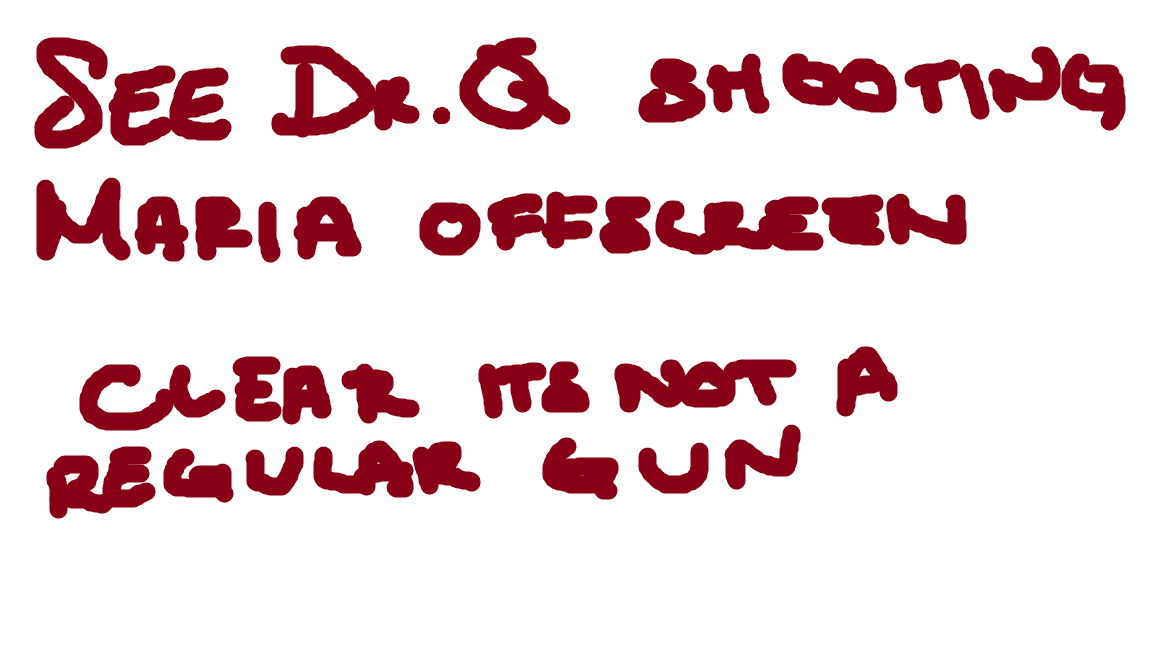 SEE DR. Q SHOOTING
MARIA OFFSCREEN
CLEAR ITS NOT A
REGULAR GUN